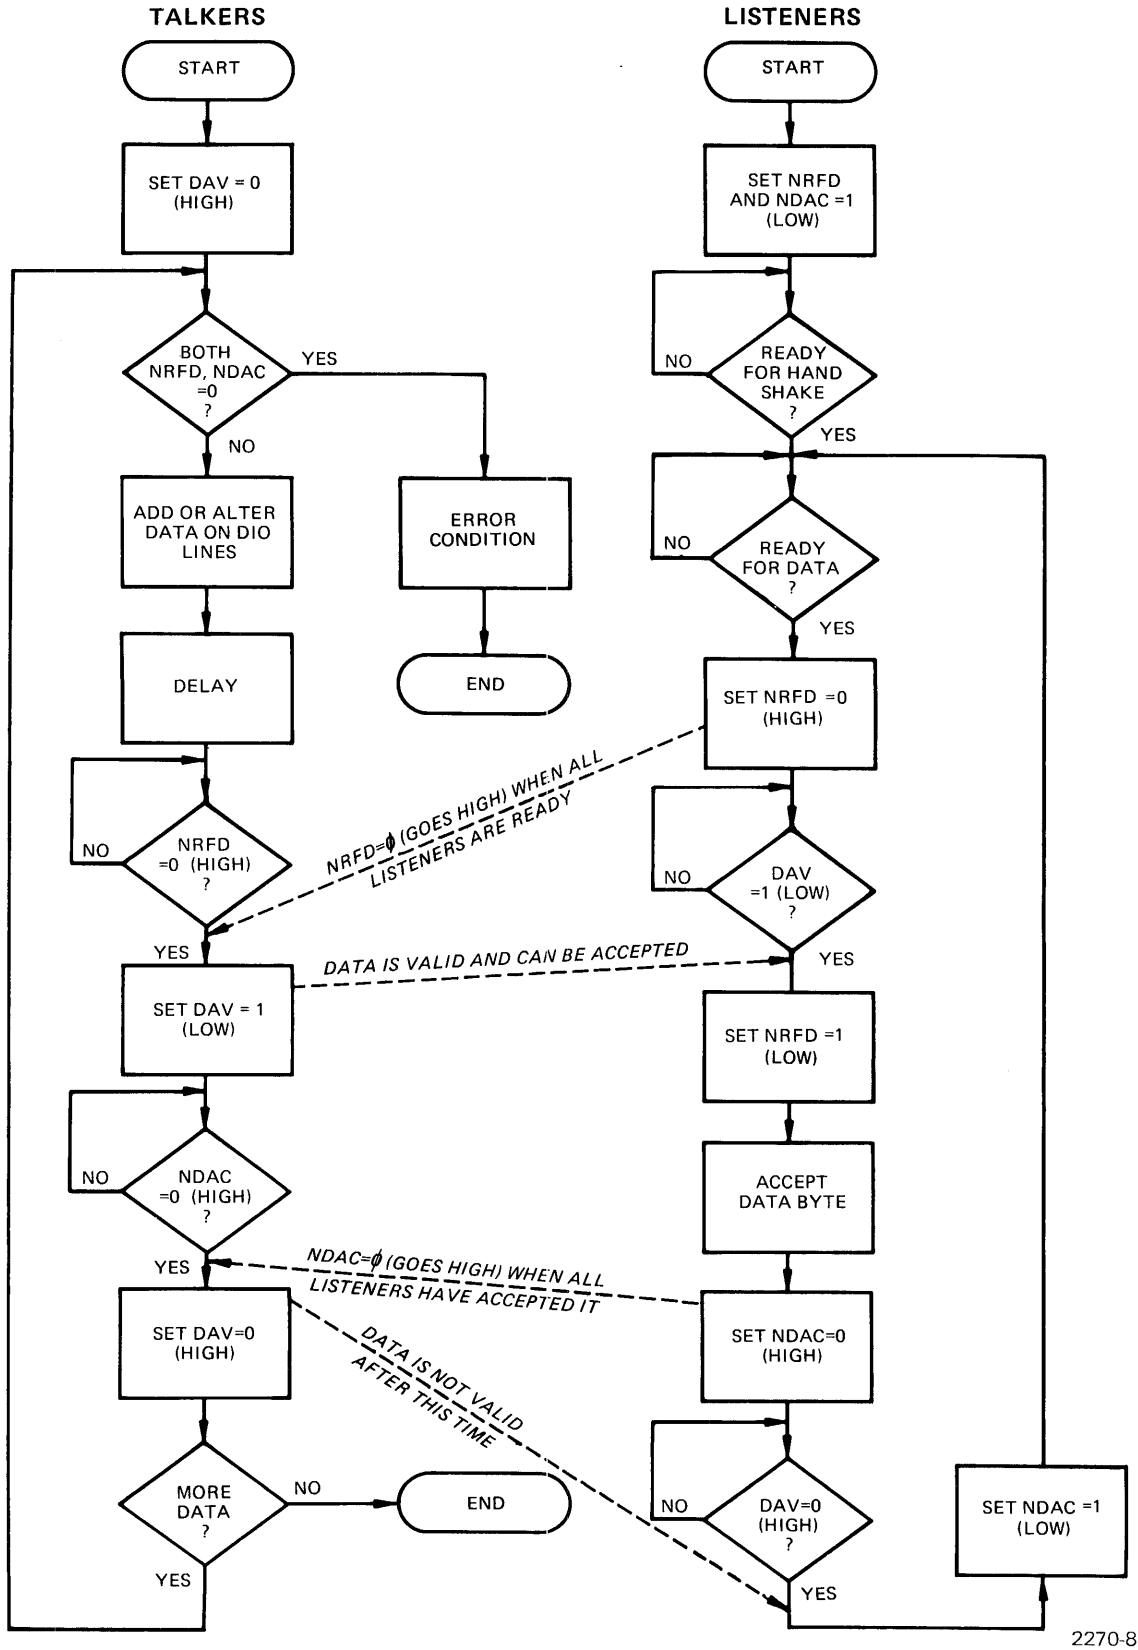 TALKERS
START
SET DAV = 0
(HIGH)
BOTH
NRFD, NDAC
=0
?
YES
NO
ADD OR ALTER
DATA ON DIO
LINES
ERROR
CONDITION
END
DELAY
NRFD
=0 (HIGH)
?
NO
YES
SET DAV = 1
(LOW)
NDAC
=0 (HIGH)
?
NO
YES
SET DAV=0
(HIGH)
MORE
DATA
?
NO
END
YES
NRFD=ϕ (GOES HIGH) WHEN ALL
LISTENERS ARE READY
DATA IS VALID AND CAN BE ACCEPTED
NDAC=ϕ (GOES HIGH) WHEN ALL
LISTENERS HAVE ACCEPTED IT
DATA IS NOT VALID
AFTER THIS TIME
LISTENERS
START
SET NRFD
AND NDAC =1
(LOW)
READY
FOR HAND
SHAKE
?
NO
YES
READY
FOR DATA
?
NO
YES
SET NRFD =0
(HIGH)
DAV
=1 (LOW)
?
NO
YES
SET NRFD =1
(LOW)
ACCEPT
DATA BYTE
SET NDAC=0
(HIGH)
DAV=0
(HIGH)
?
NO
YES
SET NDAC =1
(LOW)
2270-8